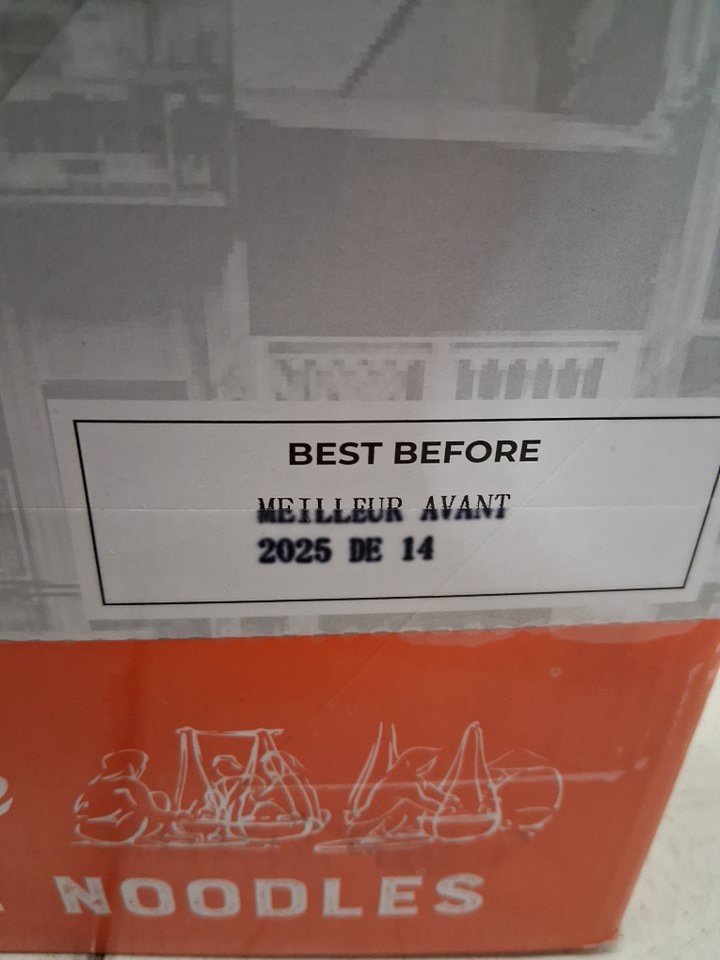 BEST BEFORE
MEILLEUR AVANT
2025 DE 14
NOODLES